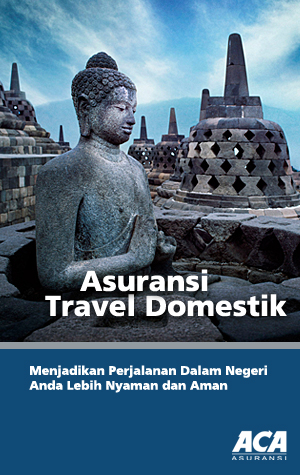 Asuransi
Travel Domestik
Menjadikan Perjalanan Dalam Negeri
Anda Lebih Nyaman dan Aman
ACA
ASURANSI